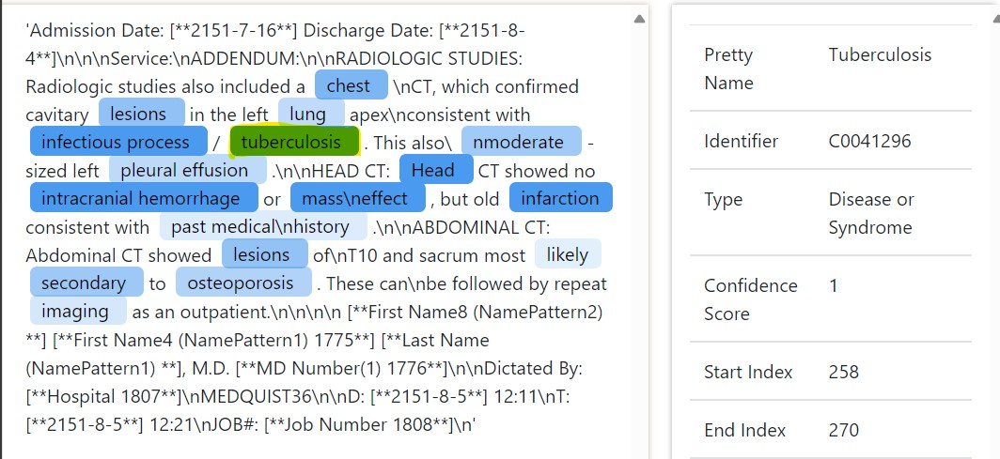 'Admission Date: [**2151-7-16**] Discharge Date: [**2151-8-
4**]\n\n\nService:\nADDENDUM:\n\nRADIOLOGIC STUDIES:
Radiologic studies also included a chest \nCT, which confirmed
cavitary lesions in the left lung apex\nconsistent with
infectious process / tuberculosis . This also\ nmoderate -
sized left pleural effusion .\n\nHEAD CT: Head CT showed no
intracranial hemorrhage or mass\neffect , but old infarction
consistent with past medical\nhistory .\n\nABDOMINAL CT:
Abdominal CT showed lesions of\nT10 and sacrum most likely
secondary to osteoporosis . These can\nbe followed by repeat
imaging as an outpatient.\n\n\n\n\n [**First Name8 (NamePattern2)
**] [**First Name4 (NamePattern1) 1775**] [**Last Name
(NamePattern1) **], M.D. [**MD Number(1) 1776**]\n\nDictated By:
[**Hospital 1807**]\nMEDQUIST36\n\nD: [**2151-8-5**] 12:11\nT:
[**2151-8-5**] 12:21\nJOB#: [**Job Number 1808**]\n'
Pretty Name Tuberculosis
Identifier C0041296
Type Disease or Syndrome
Confidence Score 1
Start Index 258
End Index 270